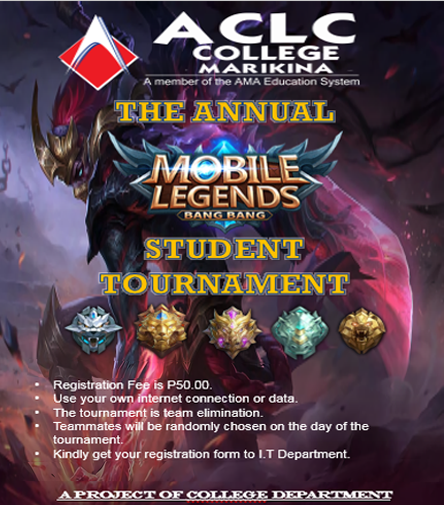 ACLC
COLLEGE
MARIKINA
A member of the AMA Education System
THE ANNUAL
MOBILE
LEGENDS
BANG BANG
STUDENT
TOURNAMENT
• Registration Fee is P50.00.
• Use your own internet connection or data.
• The tournament is team elimination.
• Teammates will be randomly chosen on the day of the
tournament.
• Kindly get your registration form to I.T Department.
A PROJECT OF COLLEGE DEPARTMENT